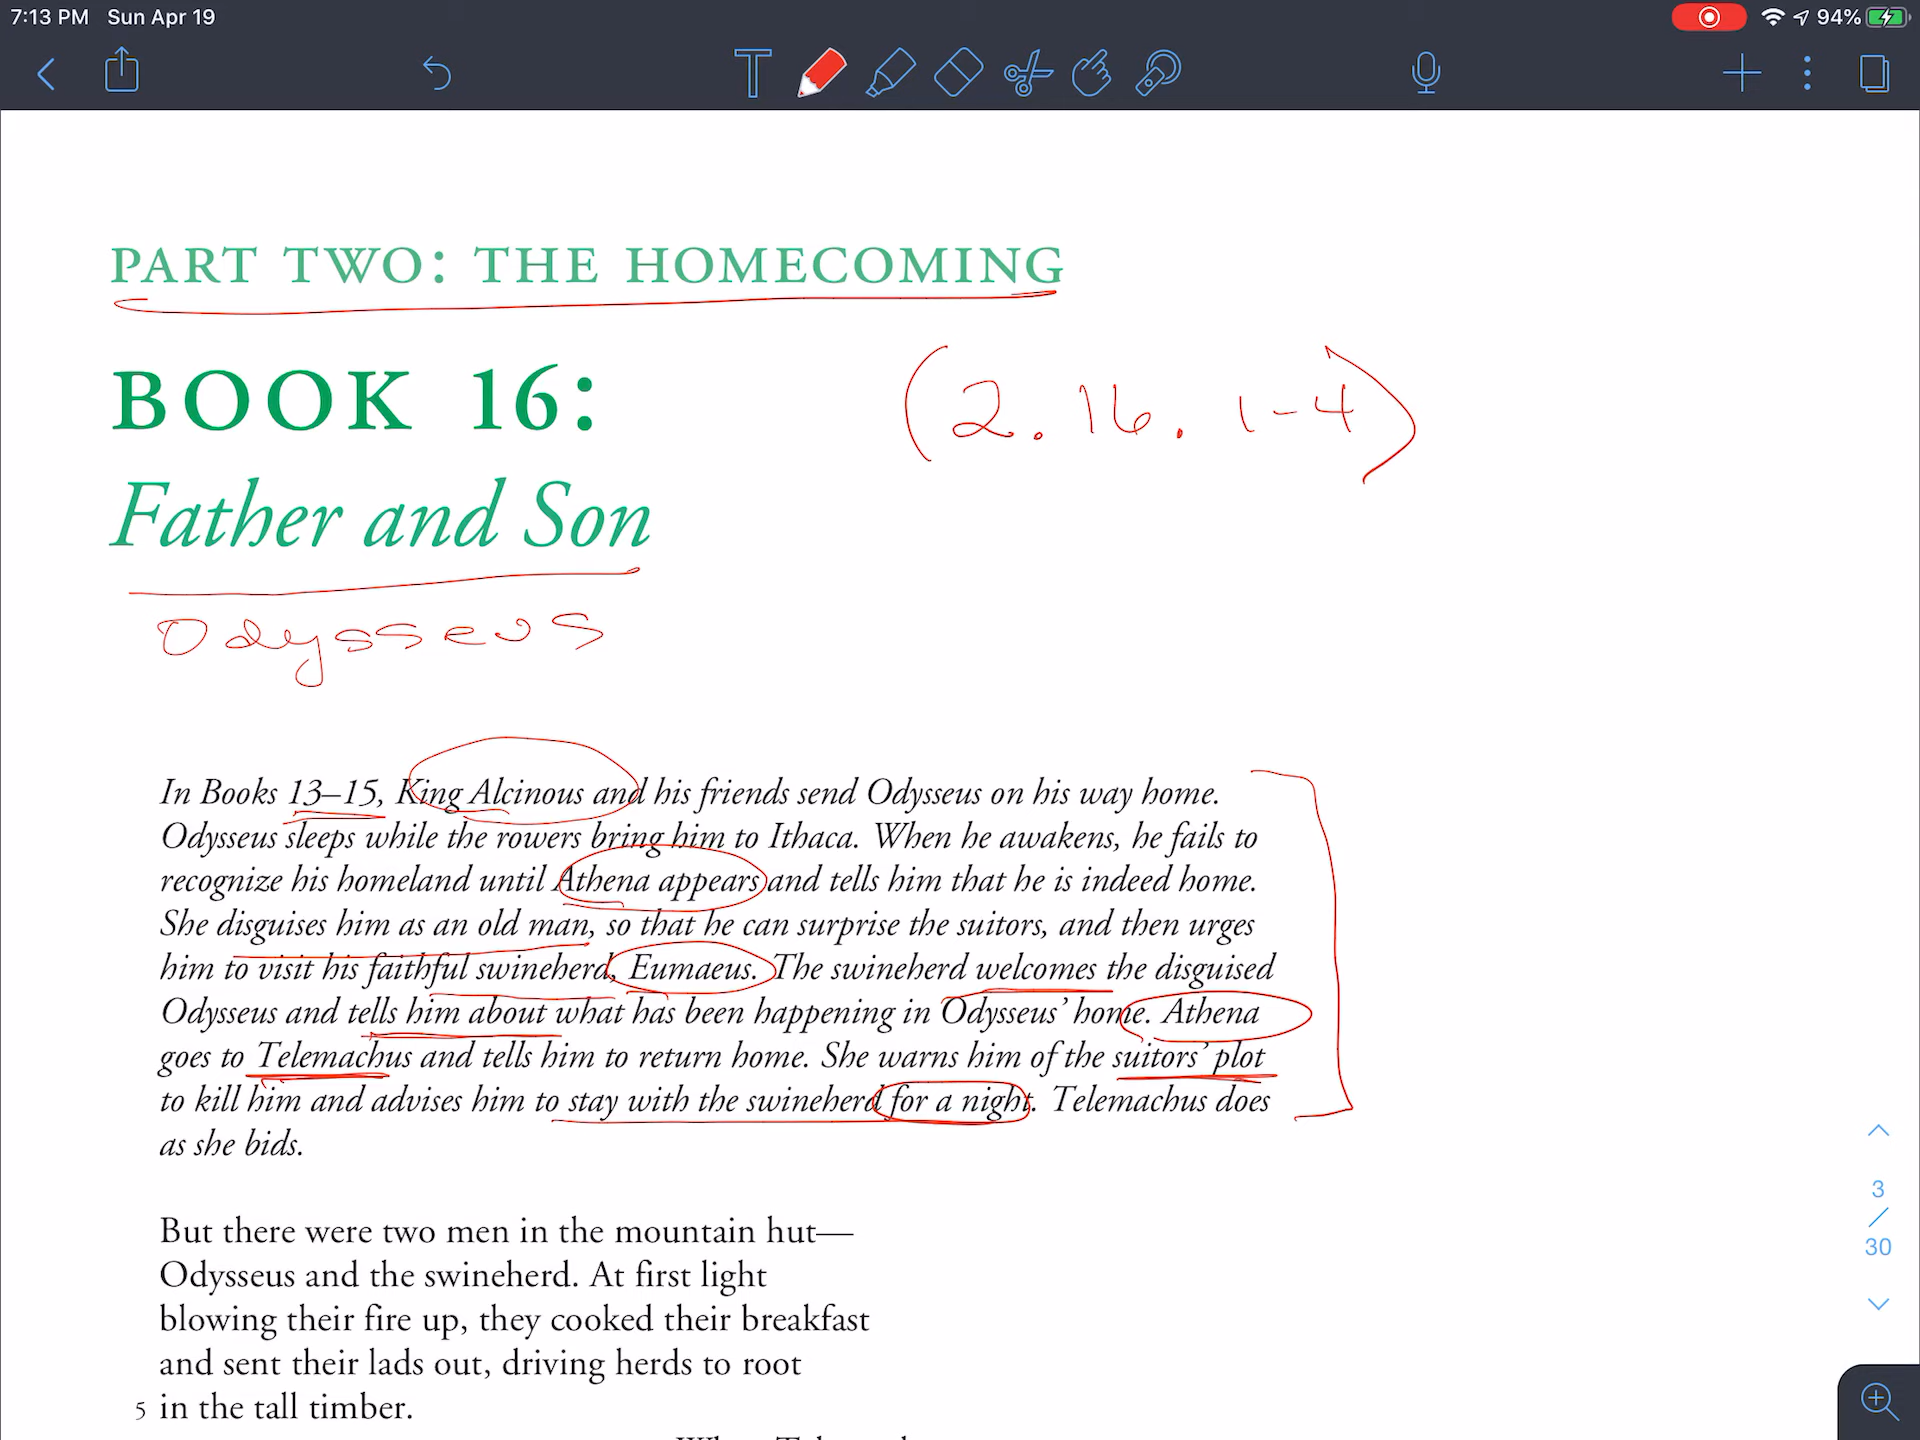 7:13 PM Sun Apr 19 94%
T
PART TWO: THE HOMECOMING
BOOK 16:
(2. 16. 1-4)
Father and Son
Odysseus
In Books 13–15, King Alcinous and his friends send Odysseus on his way home.
Odysseus sleeps while the rowers bring him to Ithaca. When he awakens, he fails to
recognize his homeland until Athena appears and tells him that he is indeed home.
She disguises him as an old man, so that he can surprise the suitors, and then urges
him to visit his faithful swineherd, Eumaeus. The swineherd welcomes the disguised
Odysseus and tells him about what has been happening in Odysseus’ home. Athena
goes to Telemachus and tells him to return home. She warns him of the suitors’ plot
to kill him and advises him to stay with the swineherd for a night. Telemachus does
as she bids.
3
/
30
But there were two men in the mountain hut—
Odysseus and the swineherd. At first light
blowing their fire up, they cooked their breakfast
and sent their lads out, driving herds to root
5 in the tall timber.